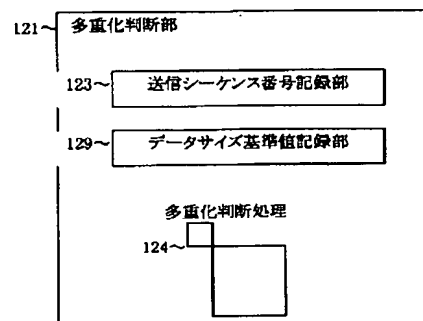 121～ 多重化判断部
123～ 送信シーケンス番号記録部
129～ データサイズ基準値記録部
多重化判断処理
124～